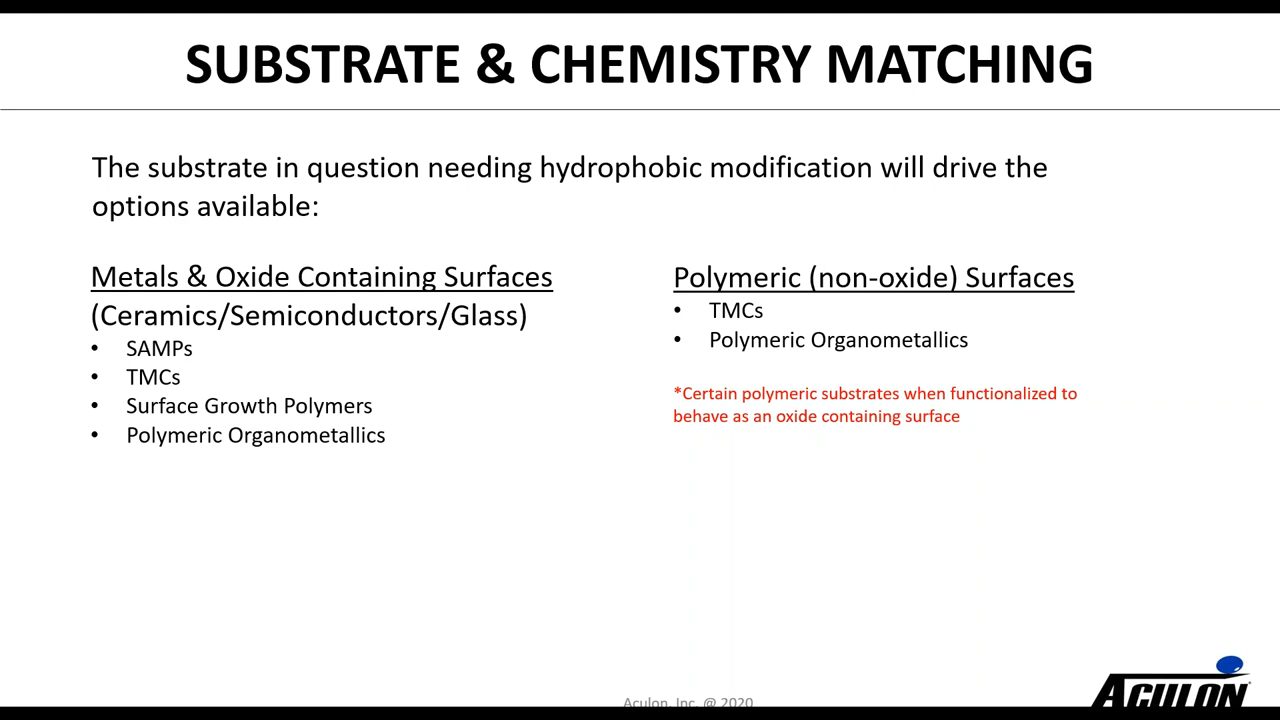 SUBSTRATE & CHEMISTRY MATCHING
The substrate in question needing hydrophobic modification will drive the
options available:
Metals & Oxide Containing Surfaces
(Ceramics/Semiconductors/Glass)
• SAMPs
• TMCs
• Surface Growth Polymers
• Polymeric Organometallics
Polymeric (non-oxide) Surfaces
• TMCs
• Polymeric Organometallics
*Certain polymeric substrates when functionalized to
behave as an oxide containing surface
Aculon, Inc. @ 2020
ACULON